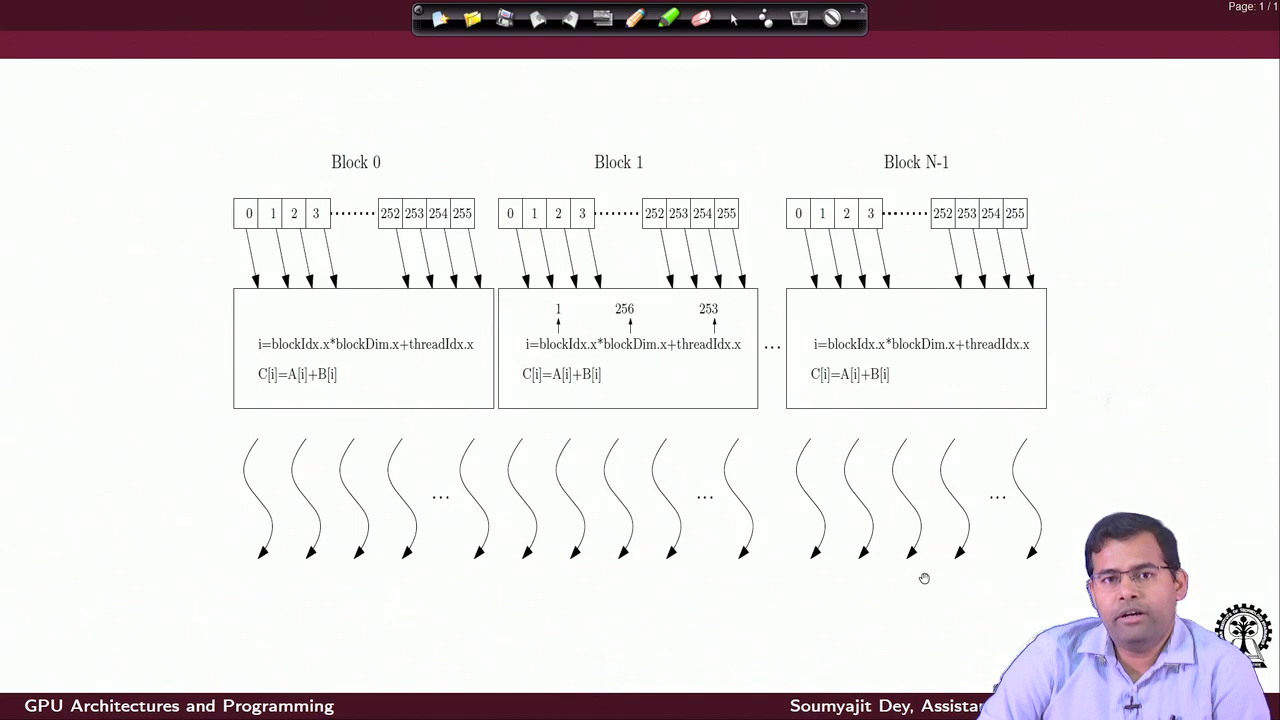 Page: 1 / 1
Block 0 Block 1 Block N-1
0 1 2 3 ........ 252 253 254 255 0 1 2 3 ........ 252 253 254 255 0 1 2 3 ........ 252 253 254 255
1 256 253
i=blockIdx.x*blockDim.x+threadIdx.x i=blockIdx.x*blockDim.x+threadIdx.x ... i=blockIdx.x*blockDim.x+threadIdx.x
C[i]=A[i]+B[i] C[i]=A[i]+B[i] C[i]=A[i]+B[i]
... ... ...
GPU Architectures and Programming Soumyajit Dey, Assista